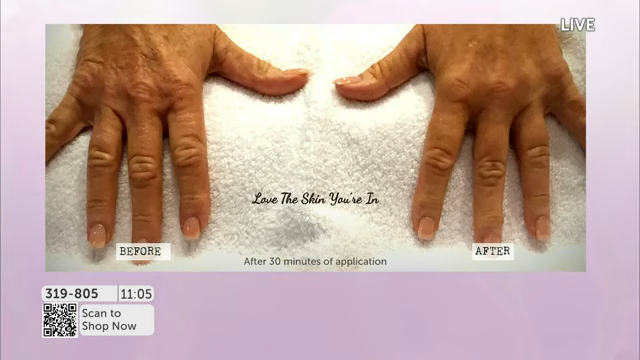 LIVE
Love The Skin You're In
BEFORE
AFTER
After 30 minutes of application
319-805
11:05
Scan to
Shop Now